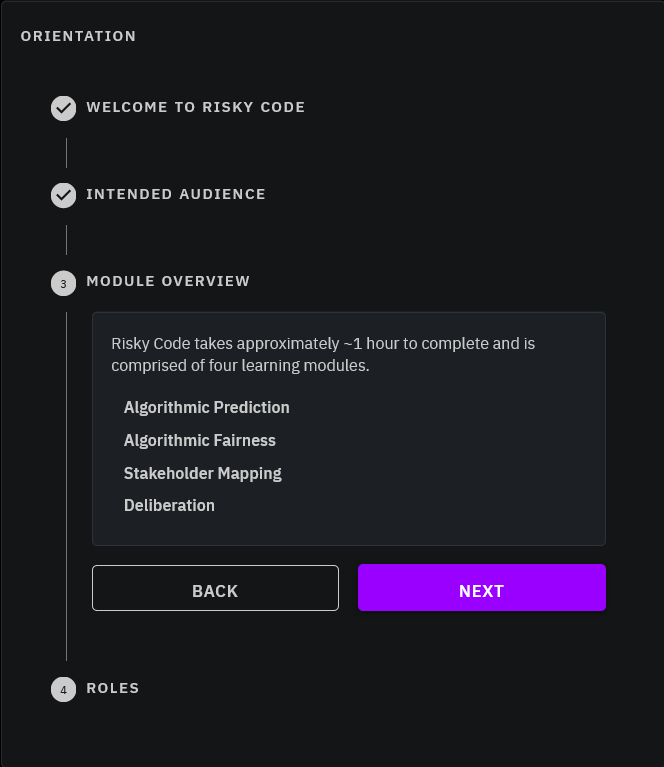 ORIENTATION
WELCOME TO RISKY CODE
INTENDED AUDIENCE
3 MODULE OVERVIEW
Risky Code takes approximately ~1 hour to complete and is
comprised of four learning modules.
Algorithmic Prediction
Algorithmic Fairness
Stakeholder Mapping
Deliberation
BACK NEXT
4 ROLES